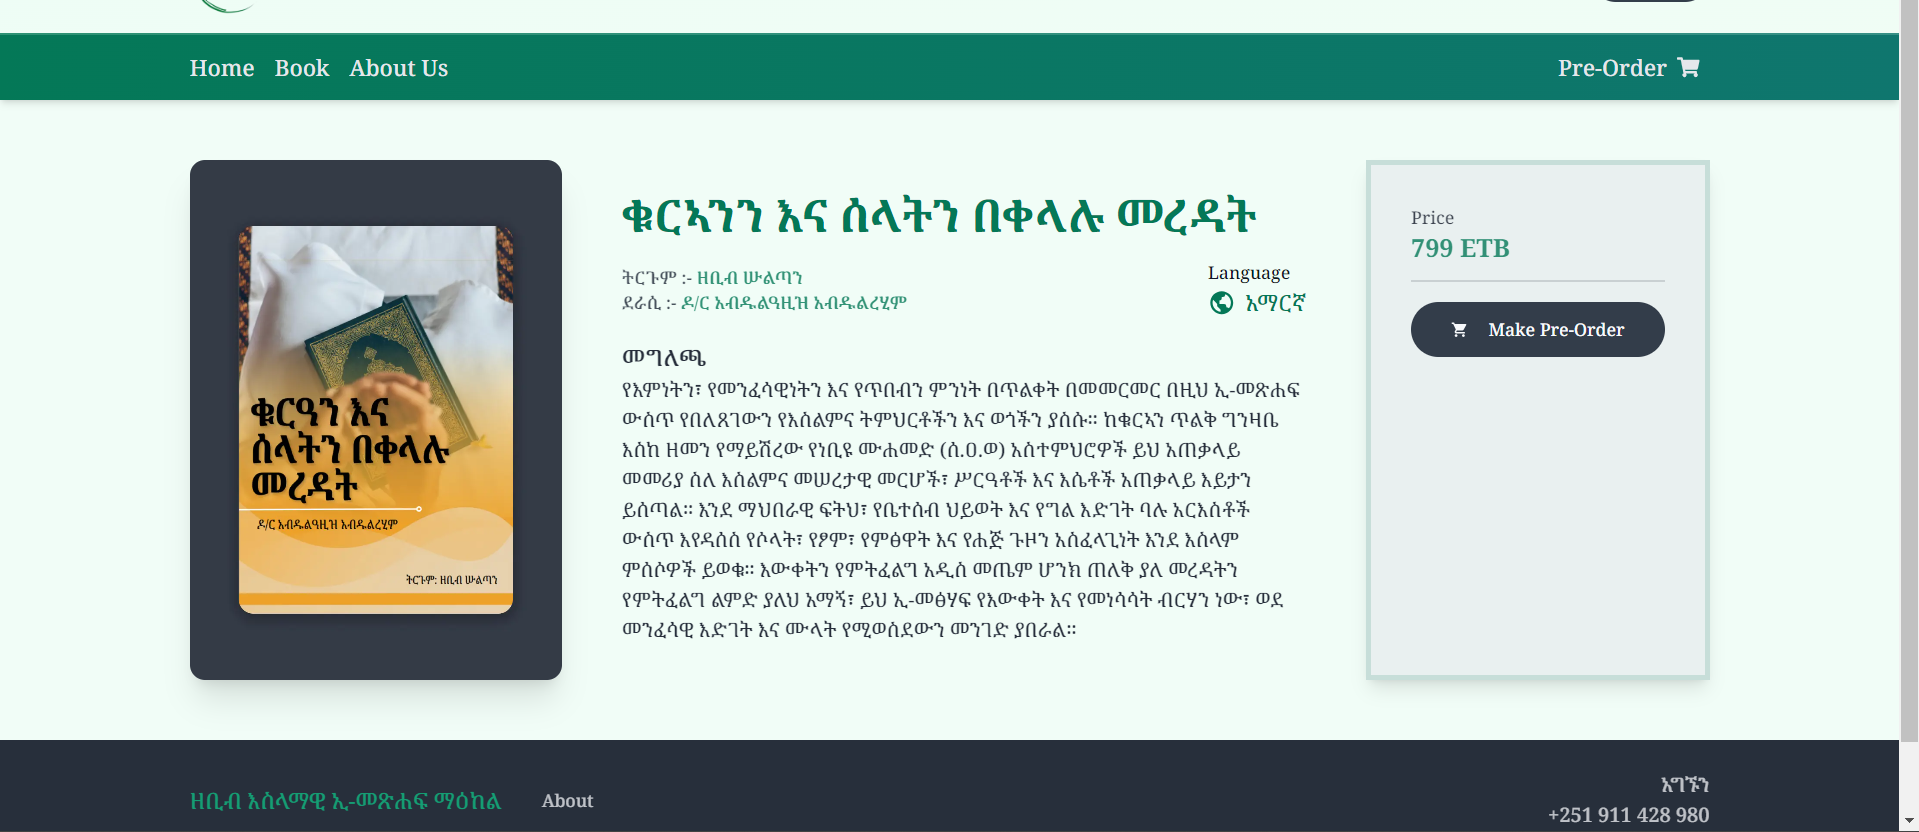 Home Book About Us Pre-Order
ቁርኣንን እና ሰላትን በቀላሉ መረዳት
ትርጉም :- ዘቢብ ሡልጣን
ደራሲ :- ዶ/ር አብዱልዓዚዝ አብዱልረሂም
Language
አማርኛ
መግለጫ
የእምነትን፣ የመንፈሳዊነትን እና የጥበብን ምንነት በጥልቀት በመመርመር በዚህ ኢ-መጽሐፍ
ውስጥ የበለጸገውን የእስልምና ትምህርቶችን እና ወጎችን ያስሱ። ከቁርኣን ጥልቅ ግንዛቤ
እስከ ዘመን የማይሽረው የነቢዩ ሙሐመድ (ሰ.ዐ.ወ) አስተምህሮዎች ይህ አጠቃላይ
መመሪያ ስለ እስልምና መሠረታዊ መርሆች፣ ሥርዓቶች እና እሴቶች አጠቃላይ እይታን
ይሰጣል። እንደ ማህበራዊ ፍትህ፣ የቤተሰብ ህይወት እና የግል እድገት ባሉ አርእስቶች
ውስጥ እየዳሰስ የሶላት፣ የፆም፣ የምፅዋት እና የሐጅ ጉዞን አስፈላጊነት እንደ እስላም
ምሰሶዎች ይወቁ። እውቀትን የምትፈልግ አዲስ መጤም ሆንክ ጠለቅ ያለ መረዳትን
የምትፈልግ ልምድ ያለህ አማኝ፣ ይህ ኢ-መፅሃፍ የእውቀት እና የመነሳሳት ብርሃን ነው፣ ወደ
መንፈሳዊ እድገት እና ሙላት የሚወስደውን መንገድ ያበራል።
Price
799 ETB
Make Pre-Order
ቁርዓን እና
ሰላትን በቀላሉ
መረዳት
ዶ/ር አብዱልዓዚዝ አብዱልረሂም
ትርጉም: ዘቢብ ሡልጣን
ዘቢብ እስላማዊ ኢ-መጽሐፍ ማዕከል
About
አግኙን
+251 911 428 980